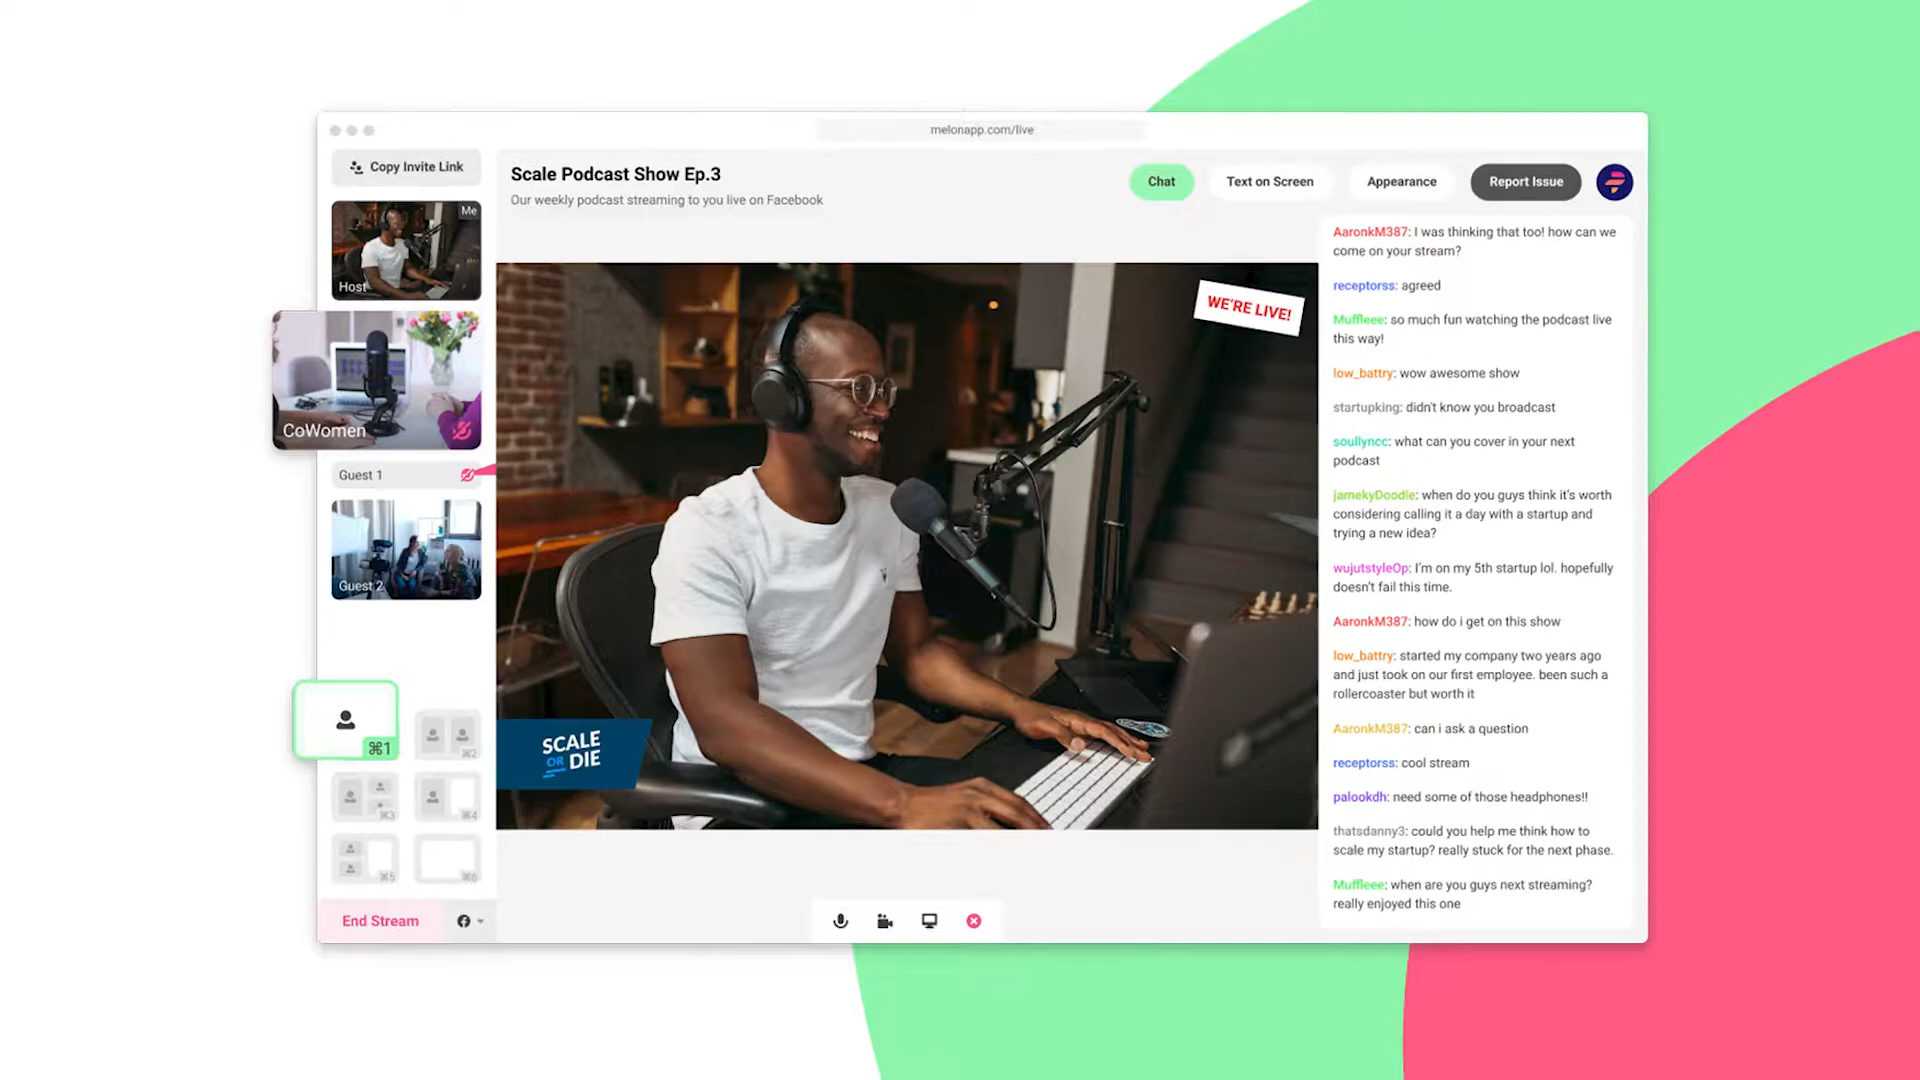 melonapp.com/live
Copy Invite Link
Me
Host
CoWomen
Guest 1
Guest 2
⌘1
⌘2
⌘3
⌘4
⌘5
⌘6
End Stream
Scale Podcast Show Ep.3
Our weekly podcast streaming to you live on Facebook
Chat
Text on Screen
Appearance
Report Issue
WE'RE LIVE!
SCALE
OR DIE
AaronkM387: I was thinking that too! how can we
come on your stream?
receptorss: agreed
Muffleee: so much fun watching the podcast live
this way!
low_battry: wow awesome show
startupking: didn't know you broadcast
soullyncc: what can you cover in your next
podcast
jamekyDoodle: when do you guys think it's worth
considering calling it a day with a startup and
trying a new idea?
wujutstyleOp: I'm on my 5th startup lol. hopefully
doesn't fail this time.
AaronkM387: how do i get on this show
low_battry: started my company two years ago
and just took on our first employee. been such a
rollercoaster but worth it
AaronkM387: can i ask a question
receptorss: cool stream
palookdh: need some of those headphones!!
thatsdanny3: could you help me think how to
scale my startup? really stuck for the next phase.
Muffleee: when are you guys next streaming?
really enjoyed this one